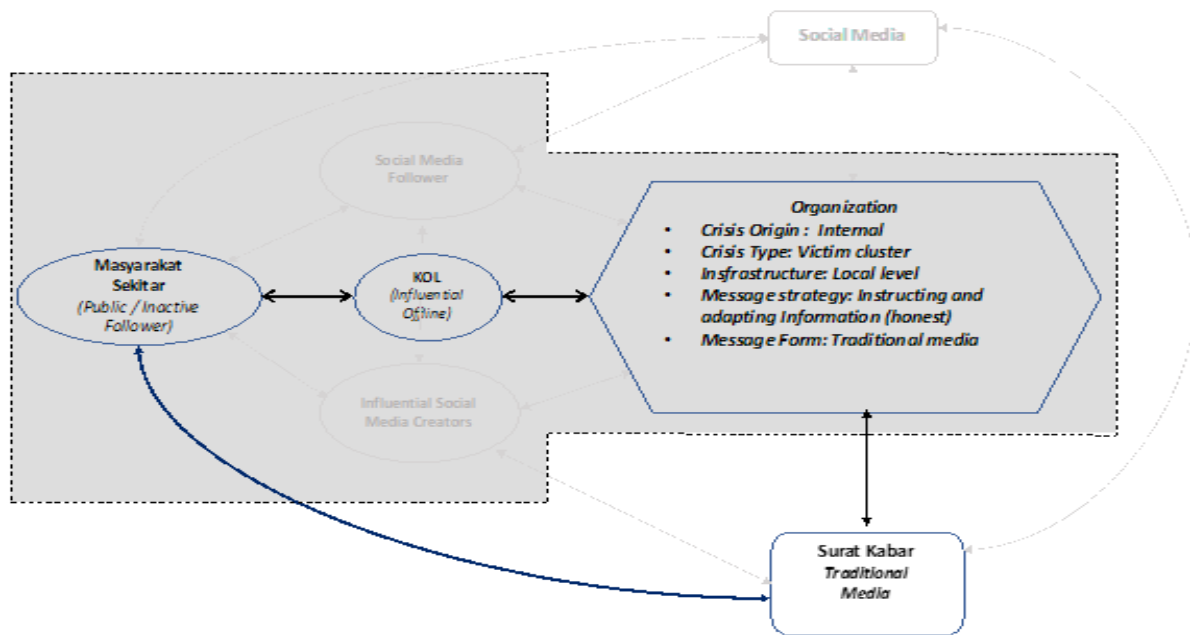 Social Media
Social Media
Follower
Organization
• Crisis Origin : Internal
• Crisis Type: Victim cluster
• Insfrastructure: Local level
• Message strategy: Instructing and
adapting Information (honest)
• Message Form: Traditional media
Masyarakat
Sekitar
(Public / Inactive
Follower)
KOL
(Influential
Offline)
Influential Social
Media Creators
Surat Kabar
Traditional
Media